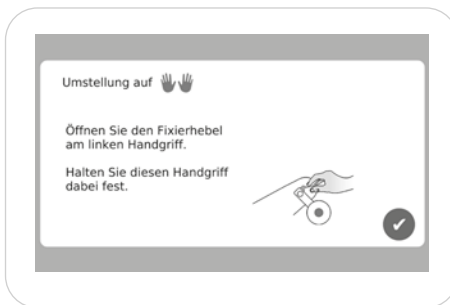 Umstellung auf
Öffnen Sie den Fixierhebel
am linken Handgriff.
Halten Sie diesen Handgriff
dabei fest.